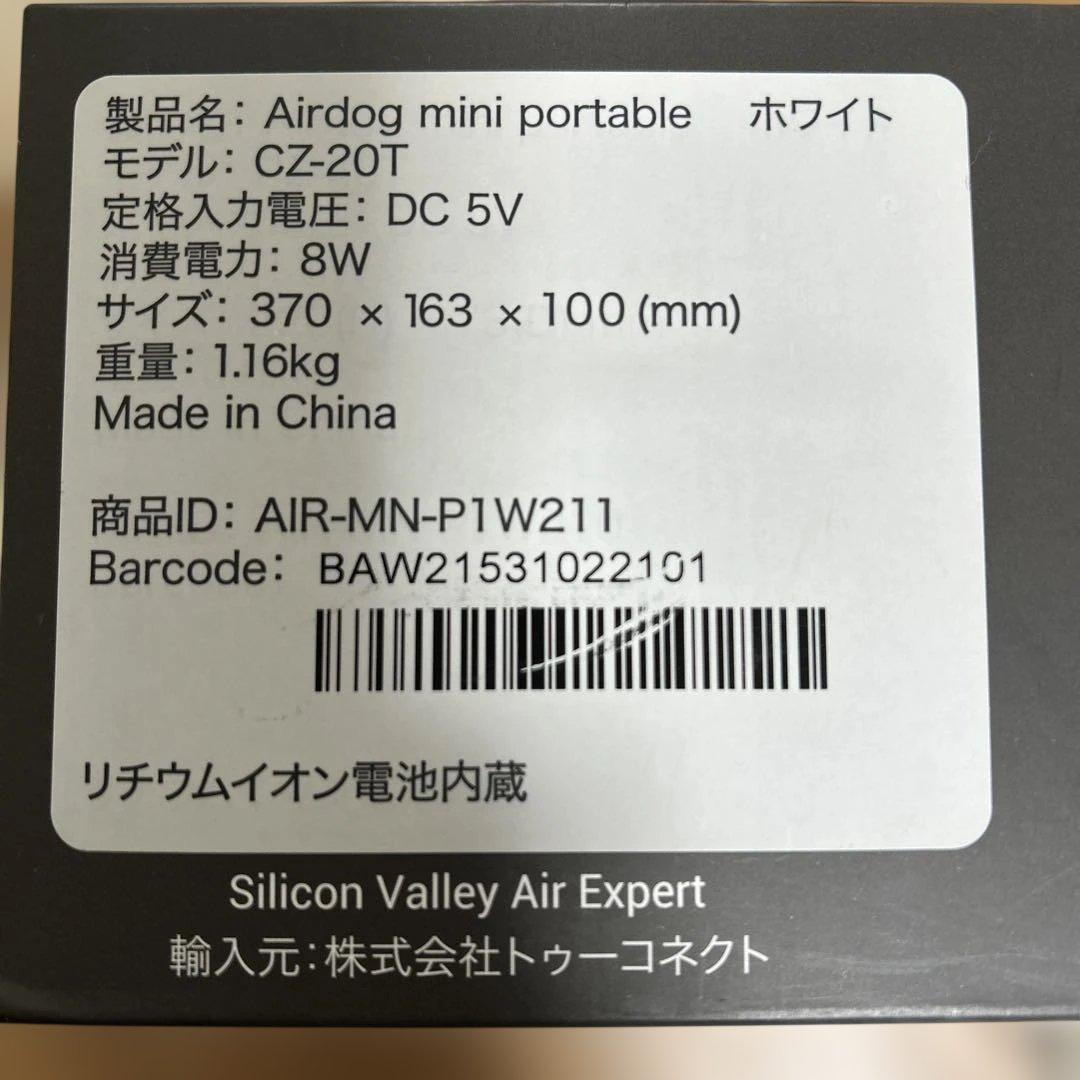 製品名: Airdog mini portable ホワイト
モデル: CZ-20T
定格入力電圧: DC 5V
消費電力: 8W
サイズ: 370 × 163 × 100 (mm)
重量: 1.16kg
Made in China
商品ID: AIR-MN-P1W211
Barcode: BAW21531022101
リチウムイオン電池内蔵
Silicon Valley Air Expert
輸入元:株式会社トゥーコネクト